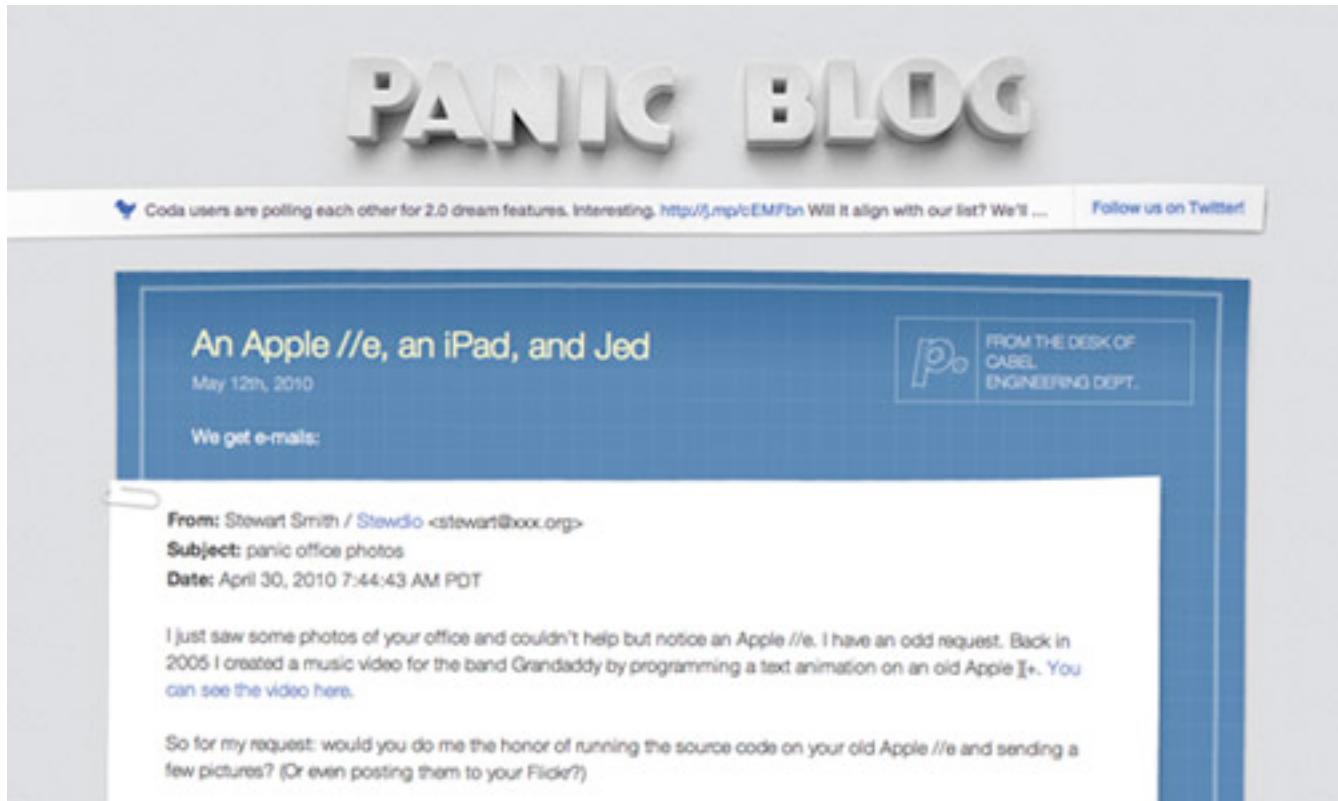 PANIC BLOG
Coda users are polling each other for 2.0 dream features. Interesting. http://j.mp/cEMFbn Will it align with our list? We'll ....
Follow us on Twitter!
An Apple //e, an iPad, and Jed
May 12th, 2010
p.
FROM THE DESK OF
CABEL
ENGINEERING DEPT.
We get e-mails:
From: Stewart Smith / Stewdio <stewart@xxx.org>
Subject: panic office photos
Date: April 30, 2010 7:44:43 AM PDT
I just saw some photos of your office and couldn't help but notice an Apple //e. I have an odd request. Back in
2005 I created a music video for the band Grandaddy by programming a text animation on an old Apple ][+. You
can see the video here.
So for my request: would you do me the honor of running the source code on your old Apple //e and sending a
few pictures? (Or even posting them to your Flickr?)